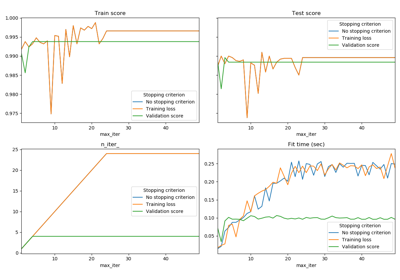 Train score
1.000
0.995
0.990
0.985
0.980
0.975
Stopping criterion
No stopping criterion
Training loss
Validation score
10
20
30
40
max_iter
Test score
Stopping criterion
No stopping criterion
Training loss
Validation score
10
20
30
40
max_iter
n_iter_
25
20
15
10
5
0
Stopping criterion
No stopping criterion
Training loss
Validation score
10
20
30
40
max_iter
Fit time (sec)
0.25
0.20
0.15
0.10
0.05
Stopping criterion
No stopping criterion
Training loss
Validation score
10
20
30
40
max_iter